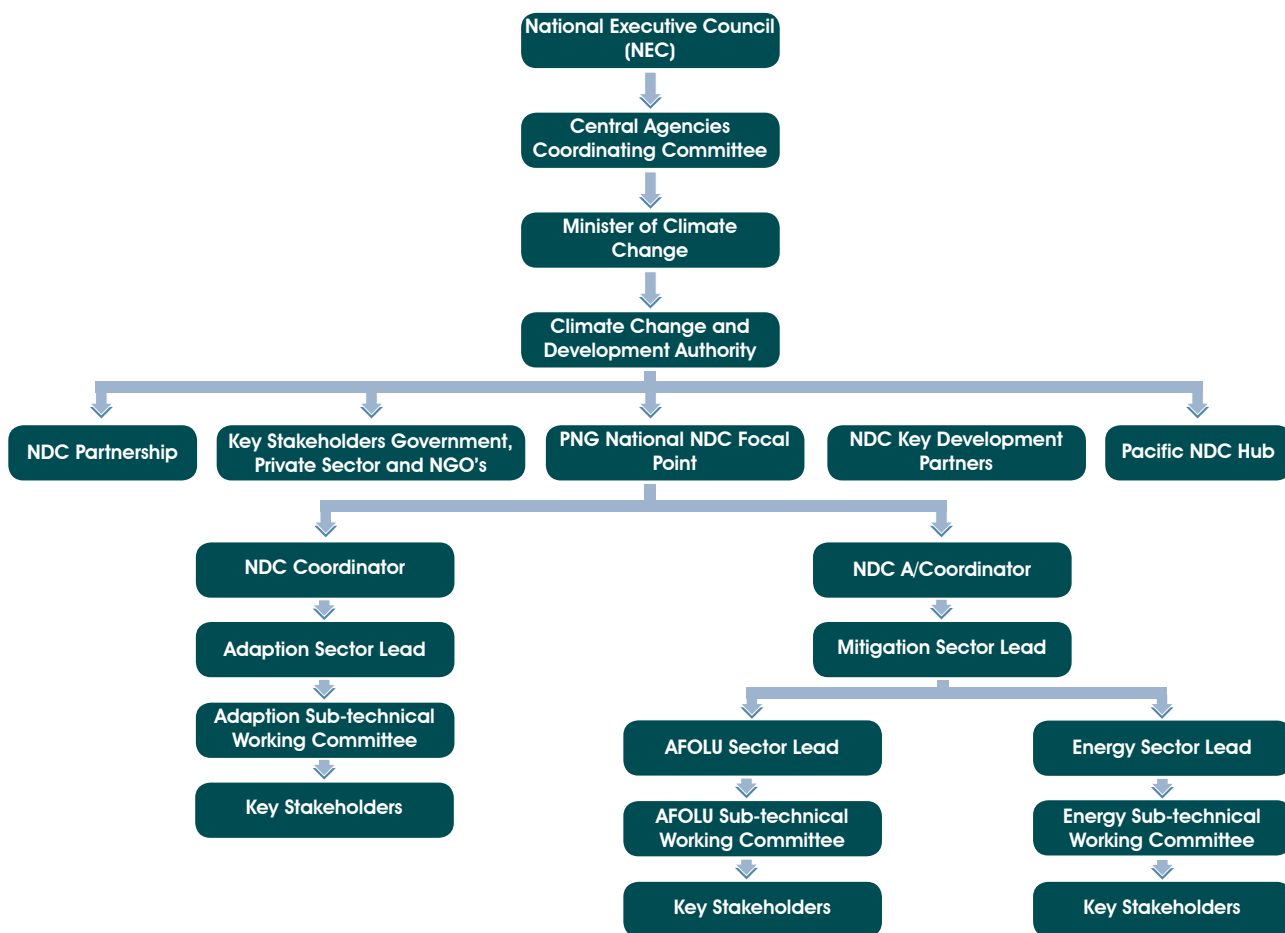 National Executive Council
(NEC)
Central Agencies
Coordinating Committee
Minister of Climate
Change
Climate Change and
Development Authority
NDC Partnership
Key Stakeholders Government,
Private Sector and NGO's
PNG National NDC Focal
Point
NDC Key Development
Partners
Pacific NDC Hub
NDC Coordinator
NDC A/Coordinator
Adaption Sector Lead
Mitigation Sector Lead
Adaption Sub-technical
Working Committee
AFOLU Sector Lead
Energy Sector Lead
Key Stakeholders
AFOLU Sub-technical
Working Committee
Energy Sub-technical
Working Committee
Key Stakeholders
Key Stakeholders